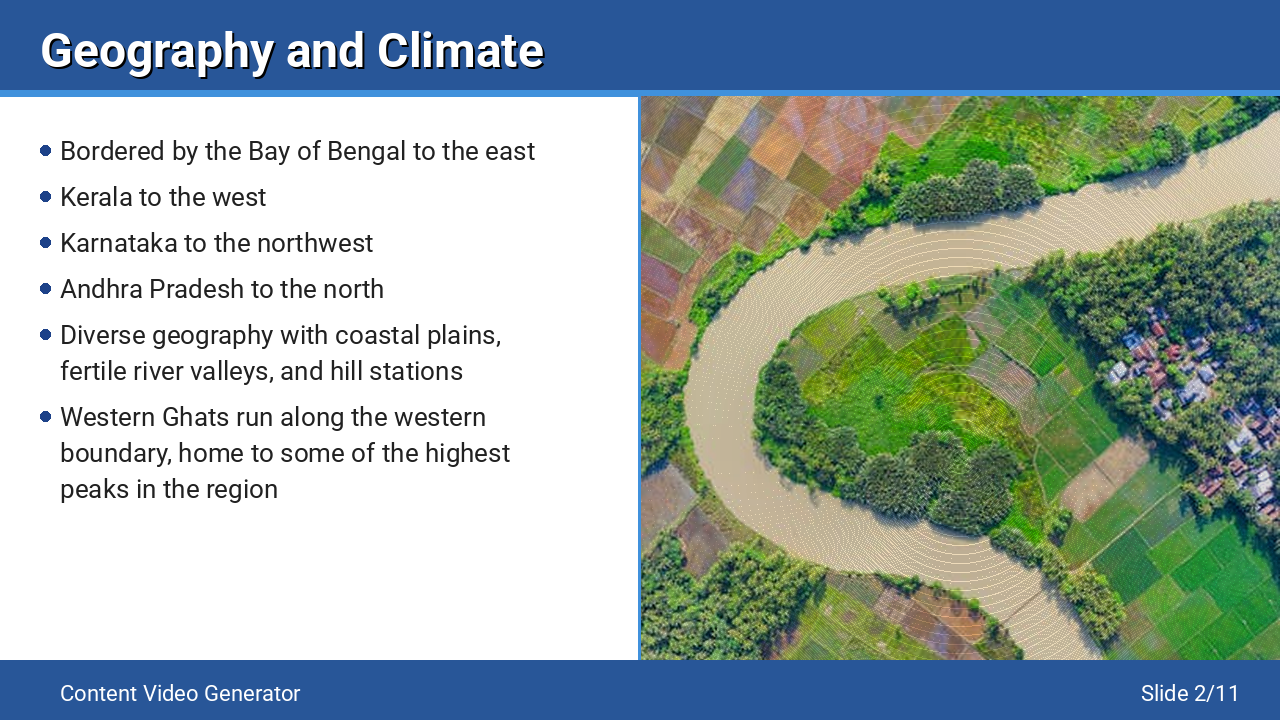 Geography and Climate
Bordered by the Bay of Bengal to the east
Kerala to the west
Karnataka to the northwest
Andhra Pradesh to the north
Diverse geography with coastal plains,
fertile river valleys, and hill stations
Western Ghats run along the western
boundary, home to some of the highest
peaks in the region
Content Video Generator
Slide 2/11